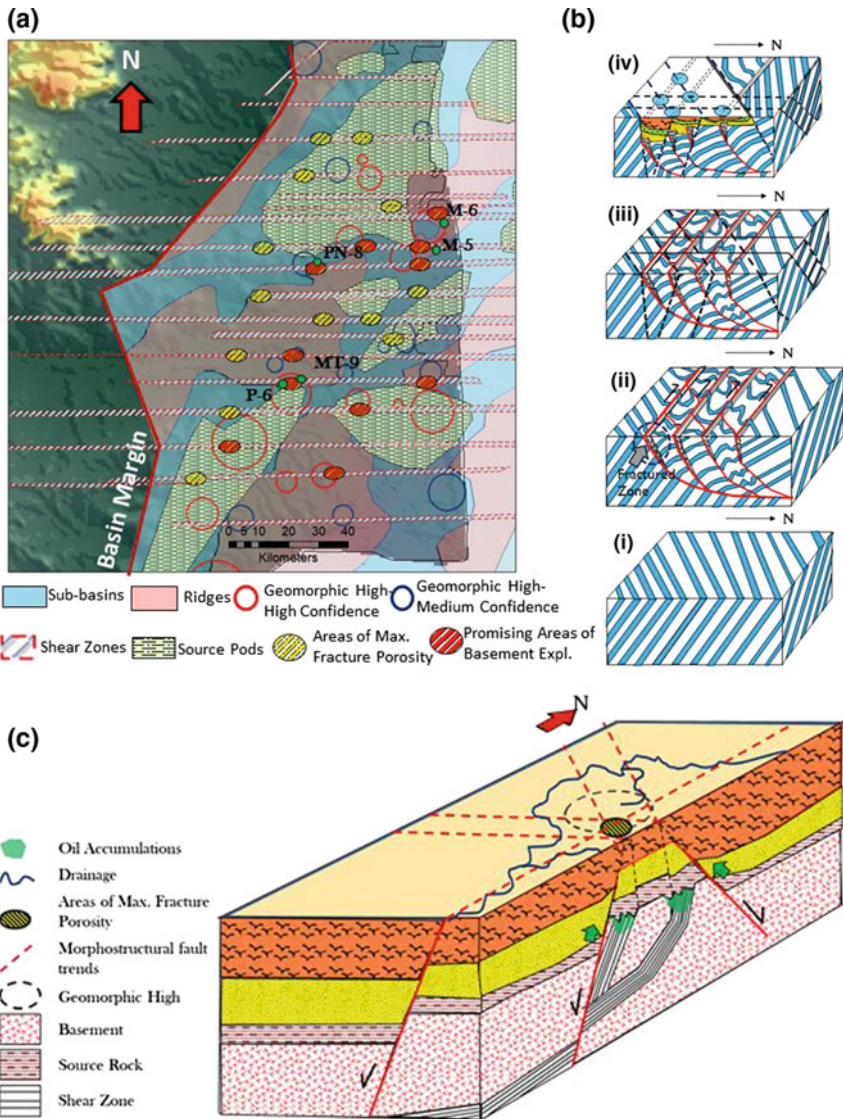 (a)
N
M-6
PN-8
M-5
MT-9
P-6
Basin Margin
0 5 10 20 30 40
Kilometers
Sub-basins
Ridges
Geomorphic High-
High Confidence
Geomorphic High-
Medium Confidence
Shear Zones
Source Pods
Areas of Max.
Fracture Porosity
Promising Areas of
Basement Expl.
(b)
N
(iv)
N
(iii)
N
(ii)
Fractured
Zone
N
(i)
(c)
N
Oil Accumulations
Drainage
Areas of Max. Fracture
Porosity
Morphostructural fault
trends
Geomorphic High
Basement
Source Rock
Shear Zone